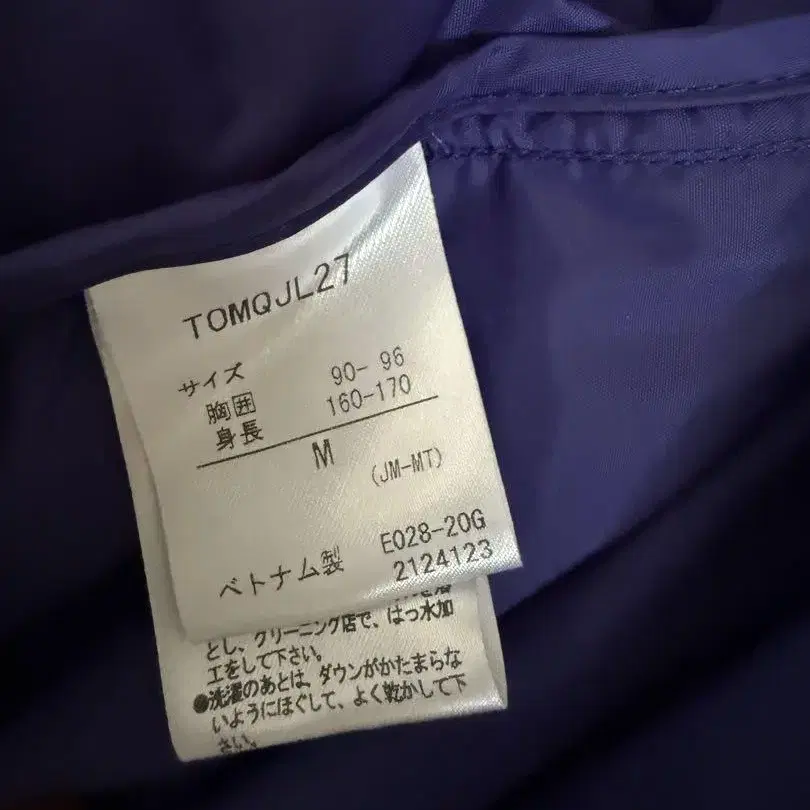 TOMQJL27
サイズ
胸囲 90- 96
身長 160-170
M
(JM-MT)
E028-20G
ベトナム製 2124123
とし、クリーニング店で、はっ水加
工をして下さい。
●洗濯のあとは、ダウンがかたまらな
いようにほぐして、よく乾かして下
さい。